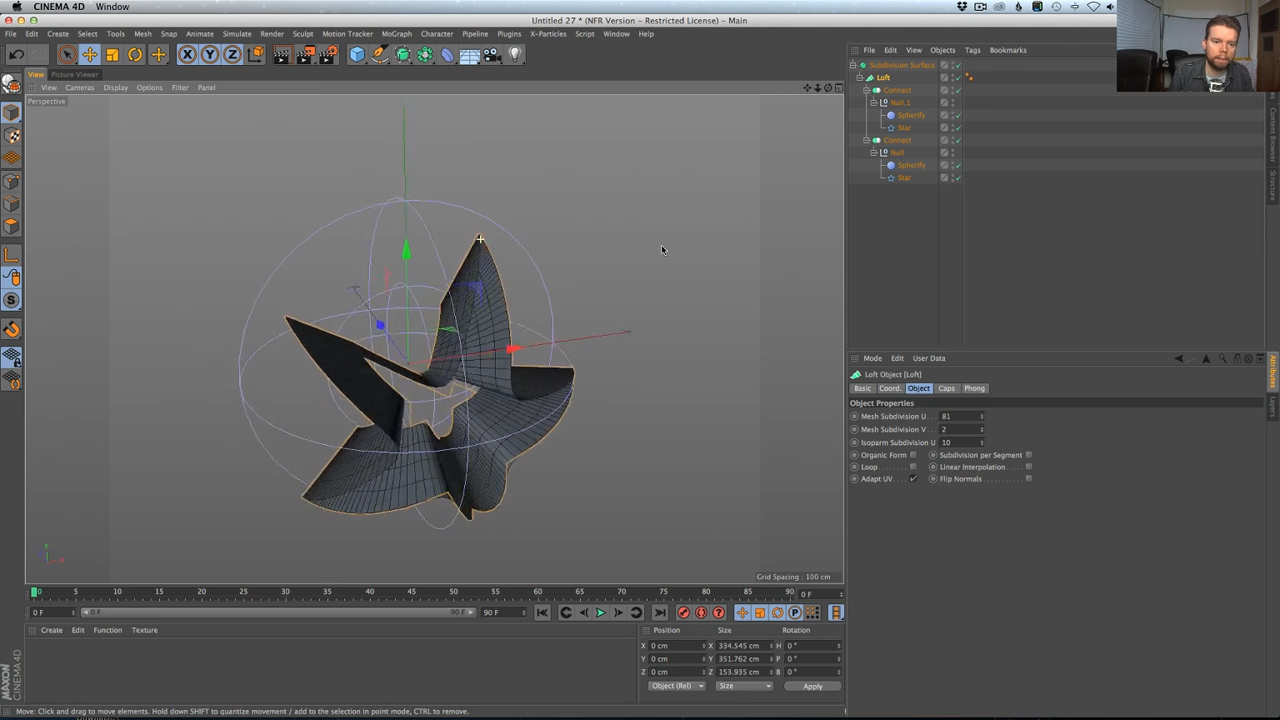 CINEMA 4D Window
Untitled 27 * (NFR Version - Restricted License) - Main
File Edit Create Select Tools Mesh Snap Animate Simulate Render Sculpt Motion Tracker MoGraph Character Pipeline Plugins X-Particles Script Window Help
File Edit View Objects Tags Bookmarks
View Picture Viewer
View Cameras Display Options Filter Panel
Perspective
Subdivision Surface
Loft
Connect
Null.1
Spherify
Star
Connect
Null
Spherify
Star
Content Browser
Structure
Mode Edit User Data
Loft Object [Loft]
Basic Coord. Object Caps Phong
Object Properties
Mesh Subdivision U 81
Mesh Subdivision V 2
Isoparm Subdivision U 10
Organic Form Subdivision per Segment
Loop Linear Interpolation
Adapt UV Flip Normals
Attributes
Layers
Y
X
Grid Spacing : 100 cm
0 5 10 15 20 25 30 35 40 45 50 55 60 65 70 75 80 85 90 0 F
0 F 0 F 90 F 90 F
Create Edit Function Texture
Position Size Rotation
X 0 cm X 334.545 cm H 0 °
Y 0 cm Y 351.762 cm P 0 °
Z 0 cm Z 153.935 cm B 0 °
Object (Rel) Size Apply
MAXON
CINEMA 4D
Move: Click and drag to move elements. Hold down SHIFT to quantize movement / add to the selection in point mode, CTRL to remove.